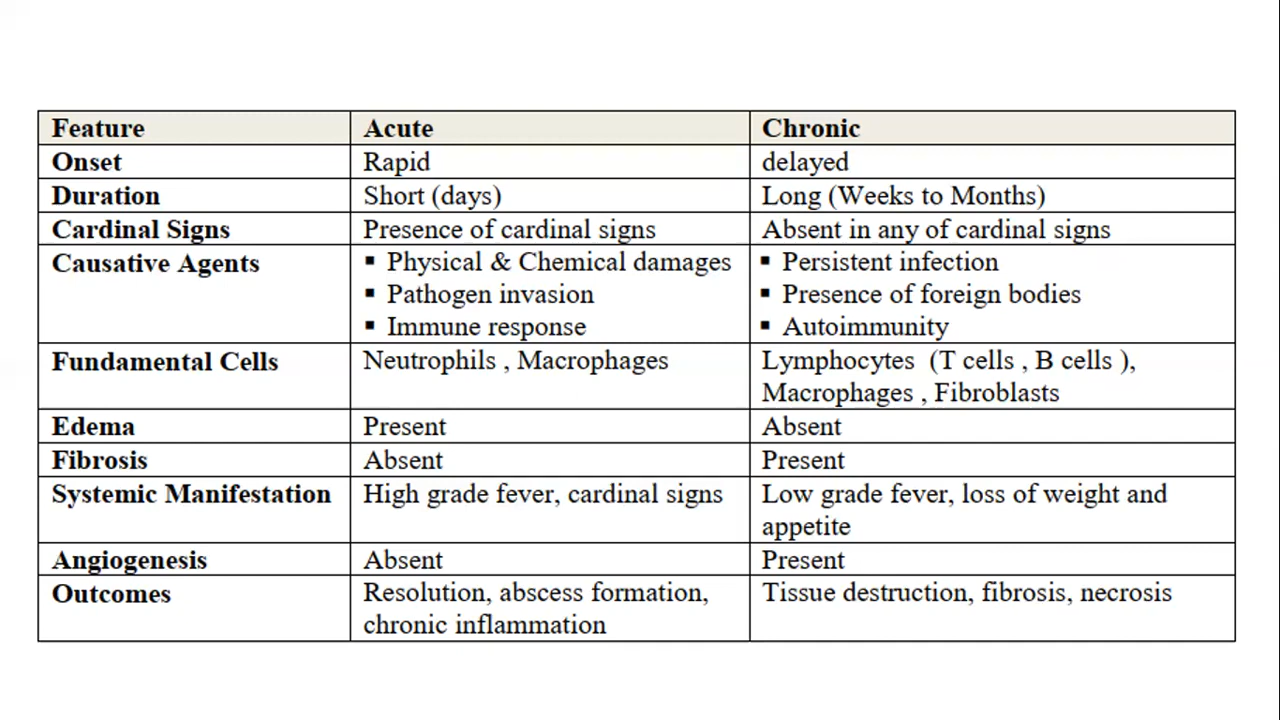 Feature Acute Chronic
Onset Rapid delayed
Duration Short (days) Long (Weeks to Months)
Cardinal Signs Presence of cardinal signs Absent in any of cardinal signs
Causative Agents ▪ Physical & Chemical damages ▪ Persistent infection
▪ Pathogen invasion ▪ Presence of foreign bodies
▪ Immune response ▪ Autoimmunity
Fundamental Cells Neutrophils , Macrophages Lymphocytes (T cells , B cells ),
Macrophages , Fibroblasts
Edema Present Absent
Fibrosis Absent Present
Systemic Manifestation High grade fever, cardinal signs Low grade fever, loss of weight and
appetite
Angiogenesis Absent Present
Outcomes Resolution, abscess formation, Tissue destruction, fibrosis, necrosis
chronic inflammation